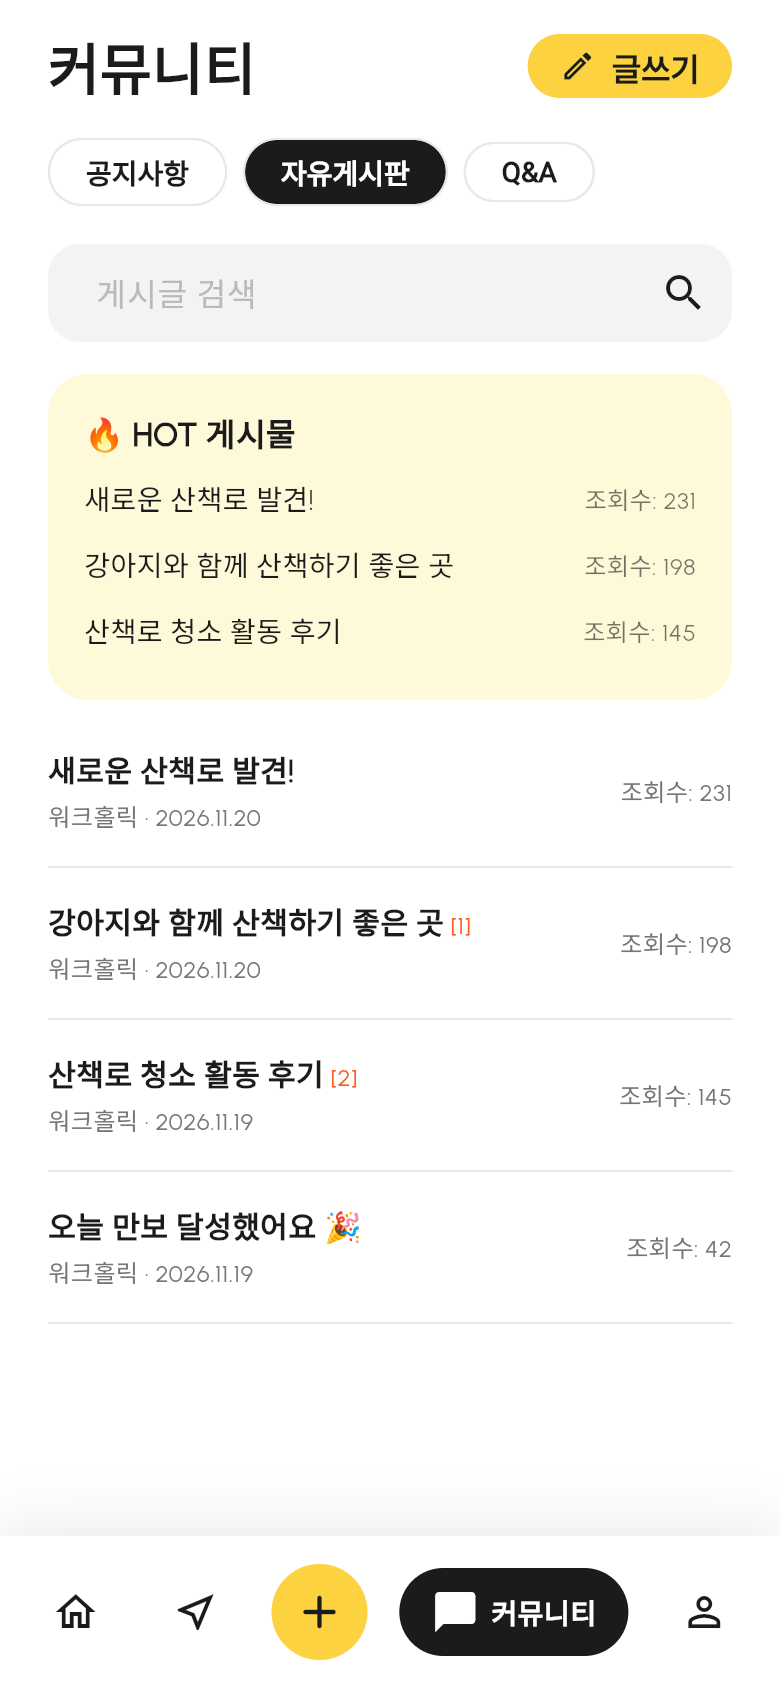 커뮤니티
글쓰기
공지사항 자유게시판 Q&A
게시글 검색
🔥 HOT 게시물
새로운 산책로 발견! 조회수: 231
강아지와 함께 산책하기 좋은 곳 조회수: 198
산책로 청소 활동 후기 조회수: 145
새로운 산책로 발견!
워크홀릭 · 2026.11.20
조회수: 231
강아지와 함께 산책하기 좋은 곳 [1]
워크홀릭 · 2026.11.20
조회수: 198
산책로 청소 활동 후기 [2]
워크홀릭 · 2026.11.19
조회수: 145
오늘 만보 달성했어요 🎉
워크홀릭 · 2026.11.19
조회수: 42
커뮤니티